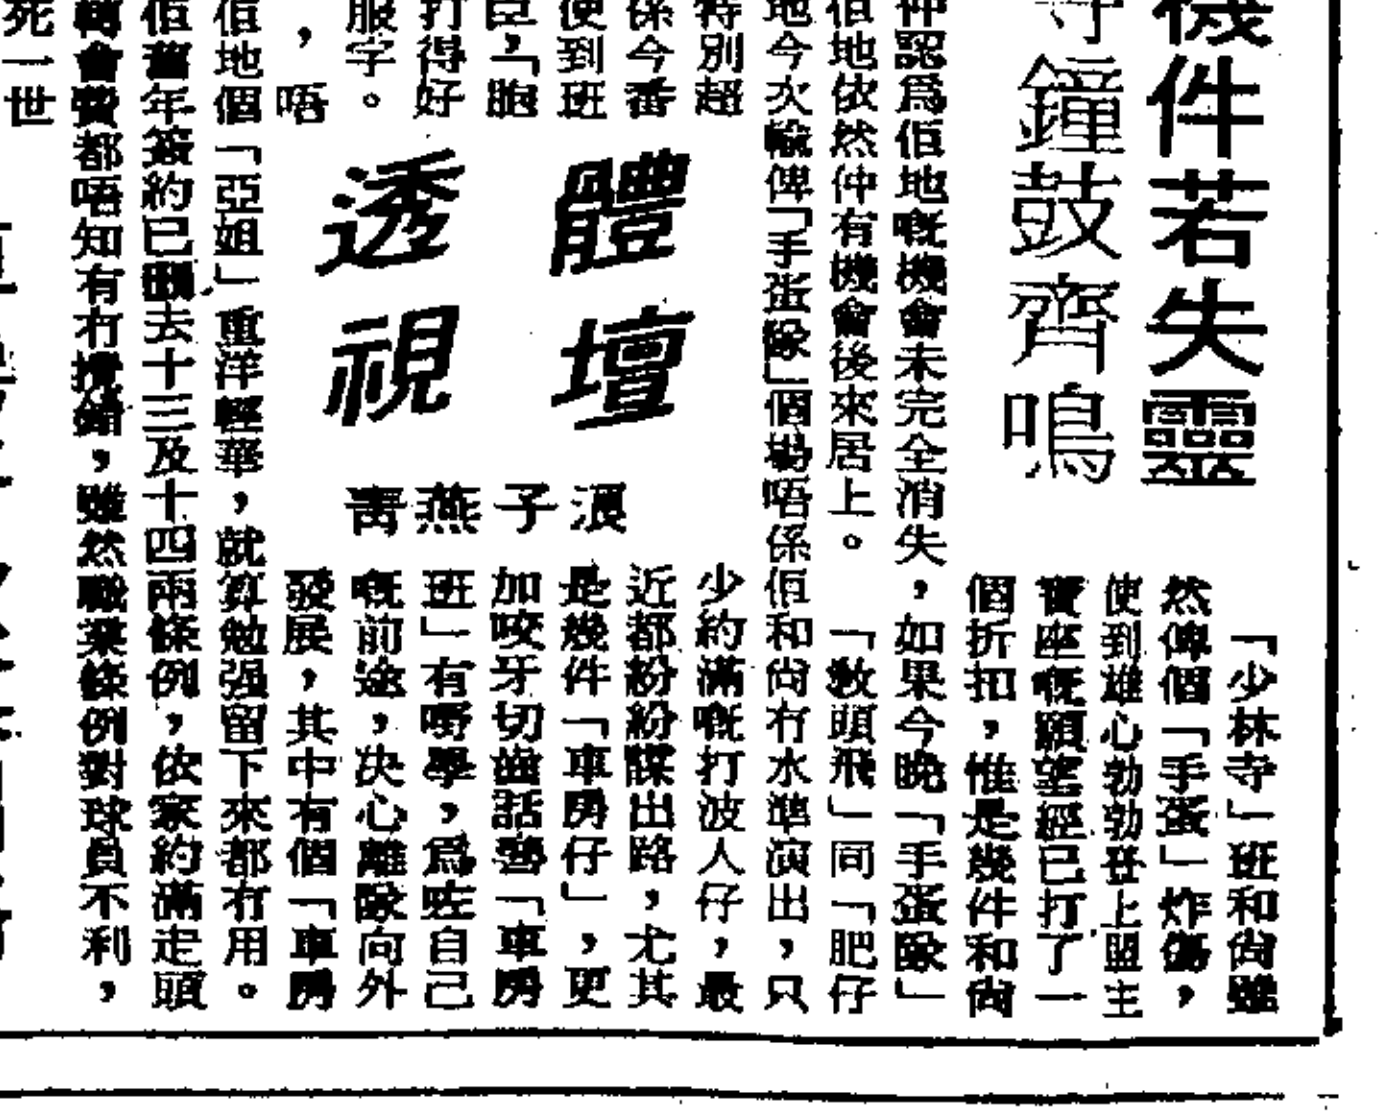 機件若失靈
寺鐘鼓齊鳴
「少林寺」班和尚雖
然俾個「手蛋」炸傷，
使到雄心勃勃登上盟主
寶座嘅願望經已打了一
個折扣，惟是幾件和尚
仲認爲佢地嘅機會未完全消失，如果今晚「手蛋隊」
佢地依然仲有機會後來居上。「教頭飛」同「肥仔
地今次輸俾「手蛋隊」個場唔係佢和尚冇水準演出，只
特別超
係今番
使到班
臣，「胞
打得好
服字。
，唔
體壇
透視
浪子燕青
少約滿嘅打波人仔，最
近都紛紛謀出路，尤其
是幾件「車房仔」，更
加咬牙切齒話響「車房
班」有嘢學，爲咗自己
嘅前途，決心離隊向外
發展，其中有個「車房
佢地個「亞姐」重洋輕華，就算勉强留下來都冇用。
佢舊年簽約已刪去十三及十四兩條例，依家約滿走頭
轉會費都唔知有冇攪錯，雖然職業條例對球員不利，
死一世